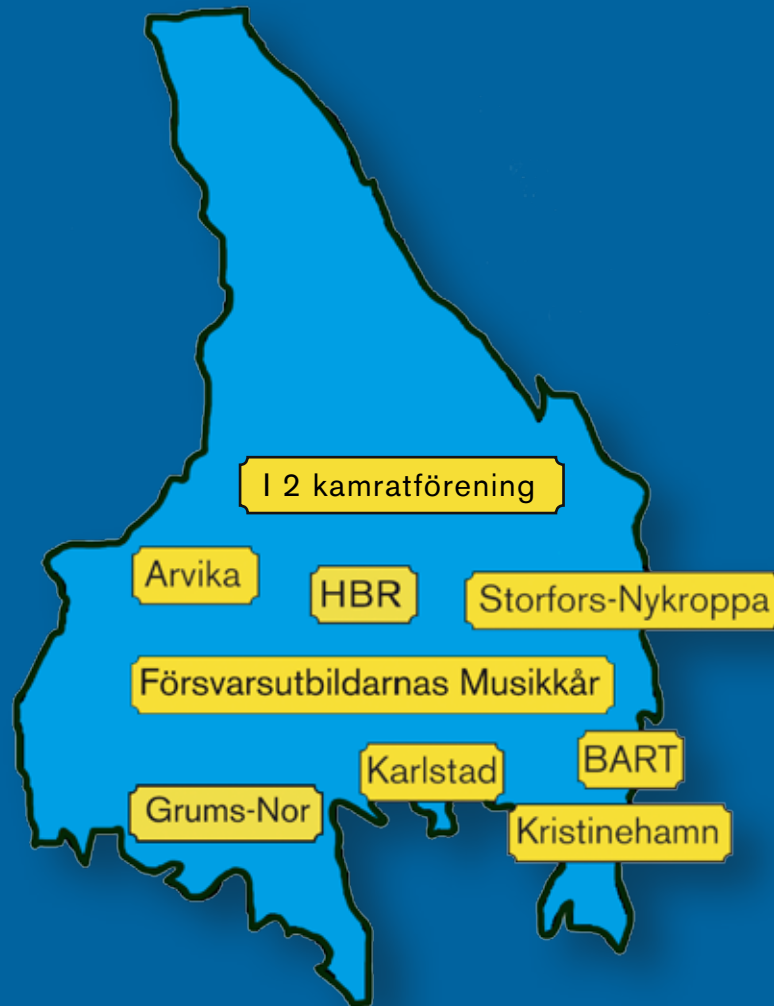 I 2 kamratförening
Arvika
HBR
Storfors-Nykroppa
Försvarsutbildarnas Musikkår
Karlstad
BART
Grums-Nor
Kristinehamn